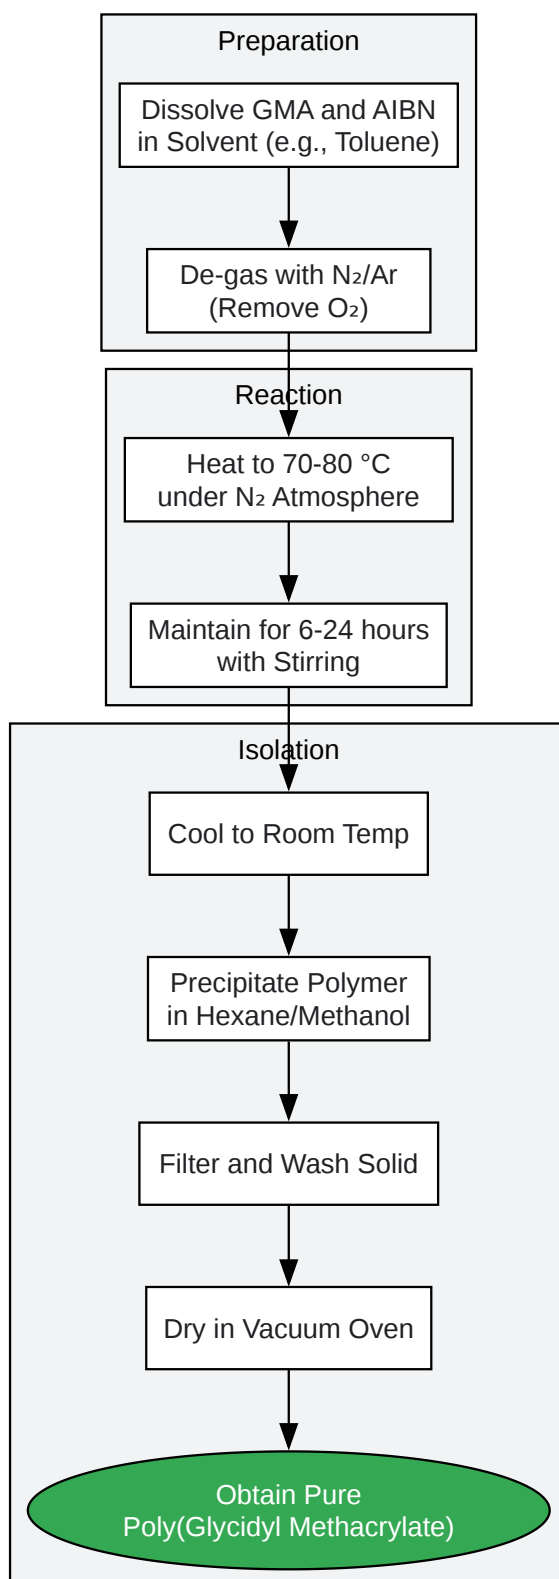 Preparation
Dissolve GMA and AIBN
in Solvent (e.g., Toluene)
De-gas with N₂/Ar
(Remove O₂)
Reaction
Heat to 70-80 °C
under N₂ Atmosphere
Maintain for 6-24 hours
with Stirring
Isolation
Cool to Room Temp
Precipitate Polymer
in Hexane/Methanol
Filter and Wash Solid
Dry in Vacuum Oven
Obtain Pure
Poly(Glycidyl Methacrylate)